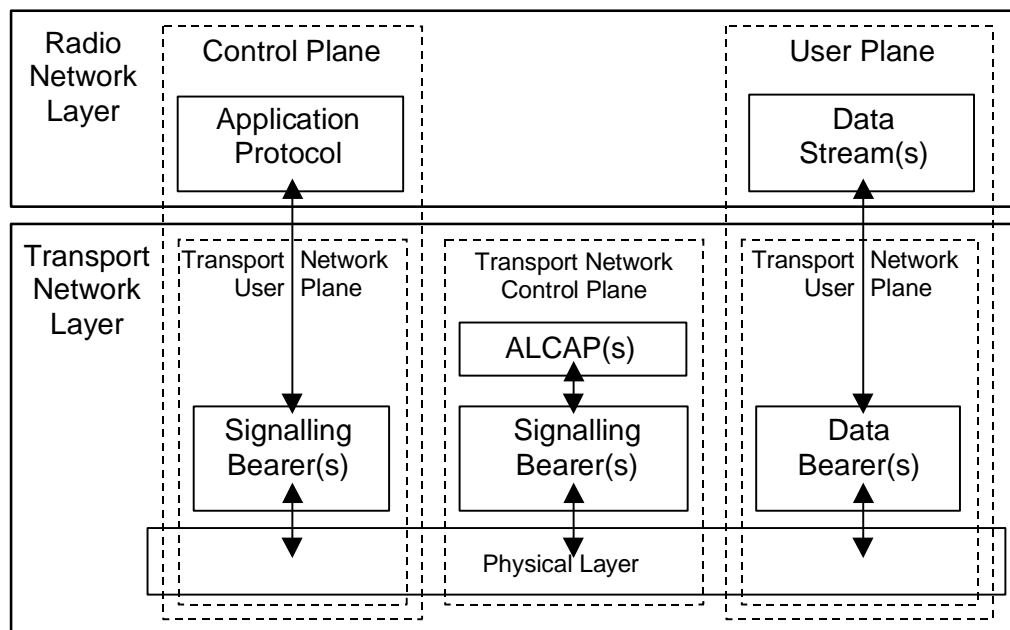 Radio
Network
Layer
Control Plane
User Plane
Application
Protocol
Data
Stream(s)
Transport
Network
Layer
Transport Network
User Plane
Transport Network
Control Plane
Transport Network
User Plane
ALCAP(s)
Signalling
Bearer(s)
Signalling
Bearer(s)
Data
Bearer(s)
Physical Layer